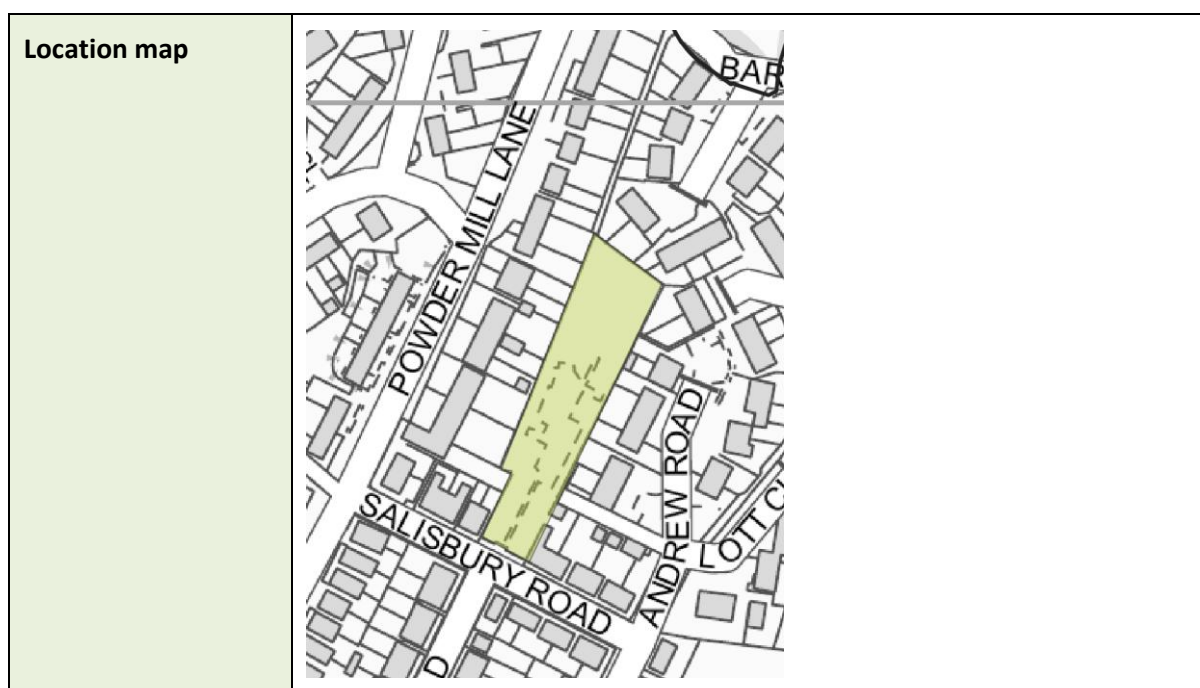 Location map
BAR
POWDER MILL LANE
ANDREW ROAD
LOTT
SALISBURY ROAD
D